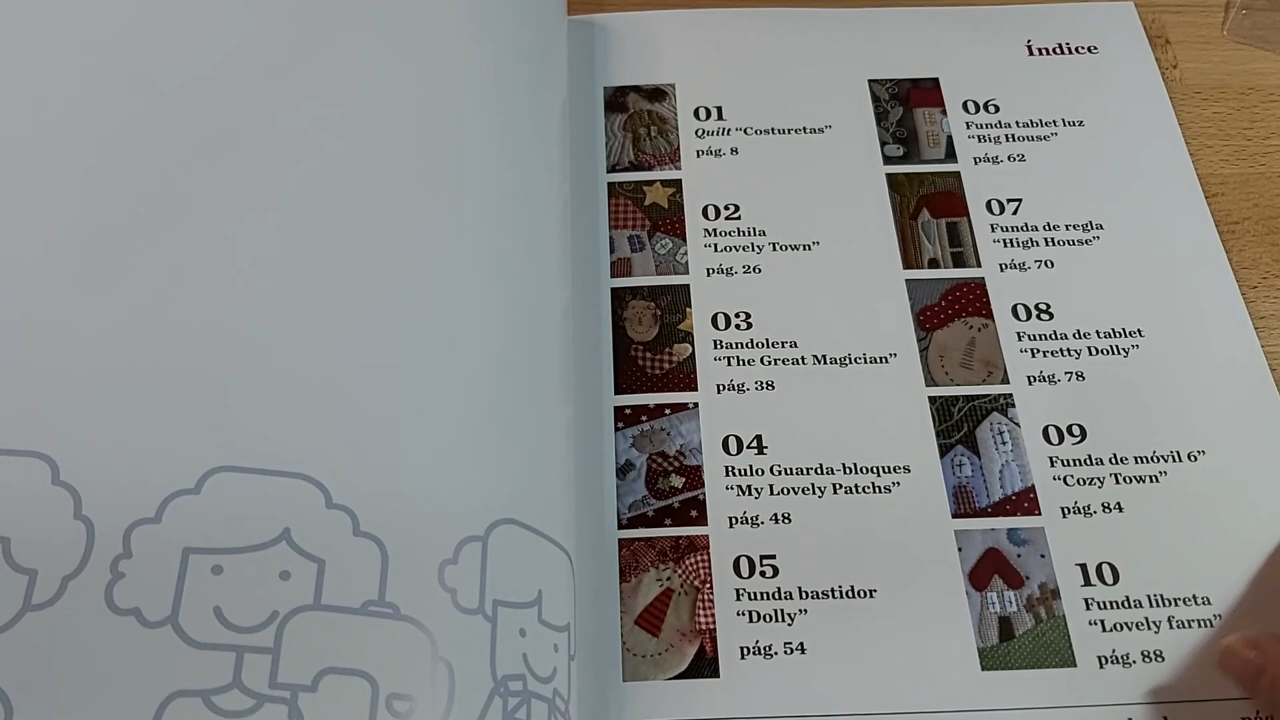 Índice
01
Quilt “Costuretas”
pág. 8
02
Mochila
“Lovely Town”
pág. 26
03
Bandolera
“The Great Magician”
pág. 38
04
Rulo Guarda-bloques
“My Lovely Patchs”
pág. 48
05
Funda bastidor
“Dolly”
pág. 54
06
Funda tablet luz
“Big House”
pág. 62
07
Funda de regla
“High House”
pág. 70
08
Funda de tablet
“Pretty Dolly”
pág. 78
09
Funda de móvil 6”
“Cozy Town”
pág. 84
10
Funda libreta
“Lovely farm”
pág. 88